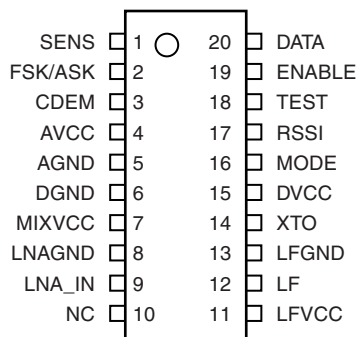 SENS 1 20 DATA
FSK/ASK 2 19 ENABLE
CDEM 3 18 TEST
AVCC 4 17 RSSI
AGND 5 16 MODE
DGND 6 15 DVCC
MIXVCC 7 14 XTO
LNAGND 8 13 LFGND
LNA_IN 9 12 LF
NC 10 11 LFVCC